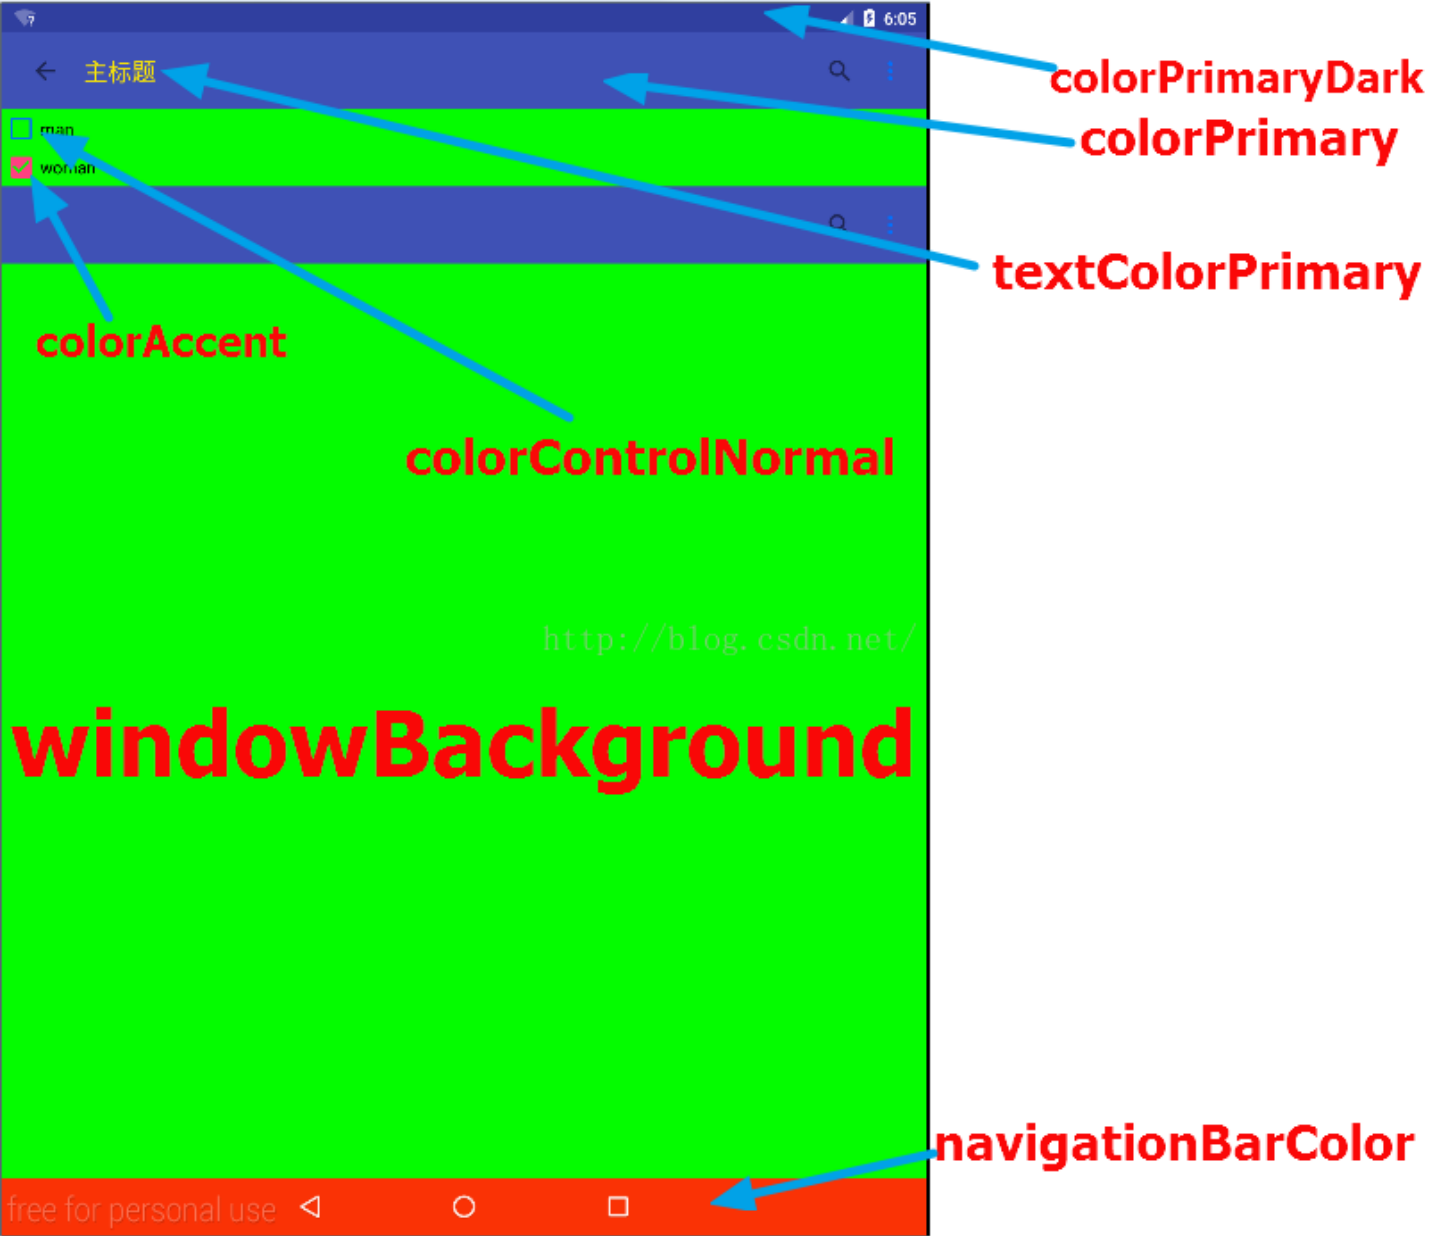 6:05
主标题
colorPrimaryDark
colorPrimary
man
woman
textColorPrimary
colorAccent
colorControlNormal
http://blog.csdn.net/
windowBackground
navigationBarColor
free for personal use